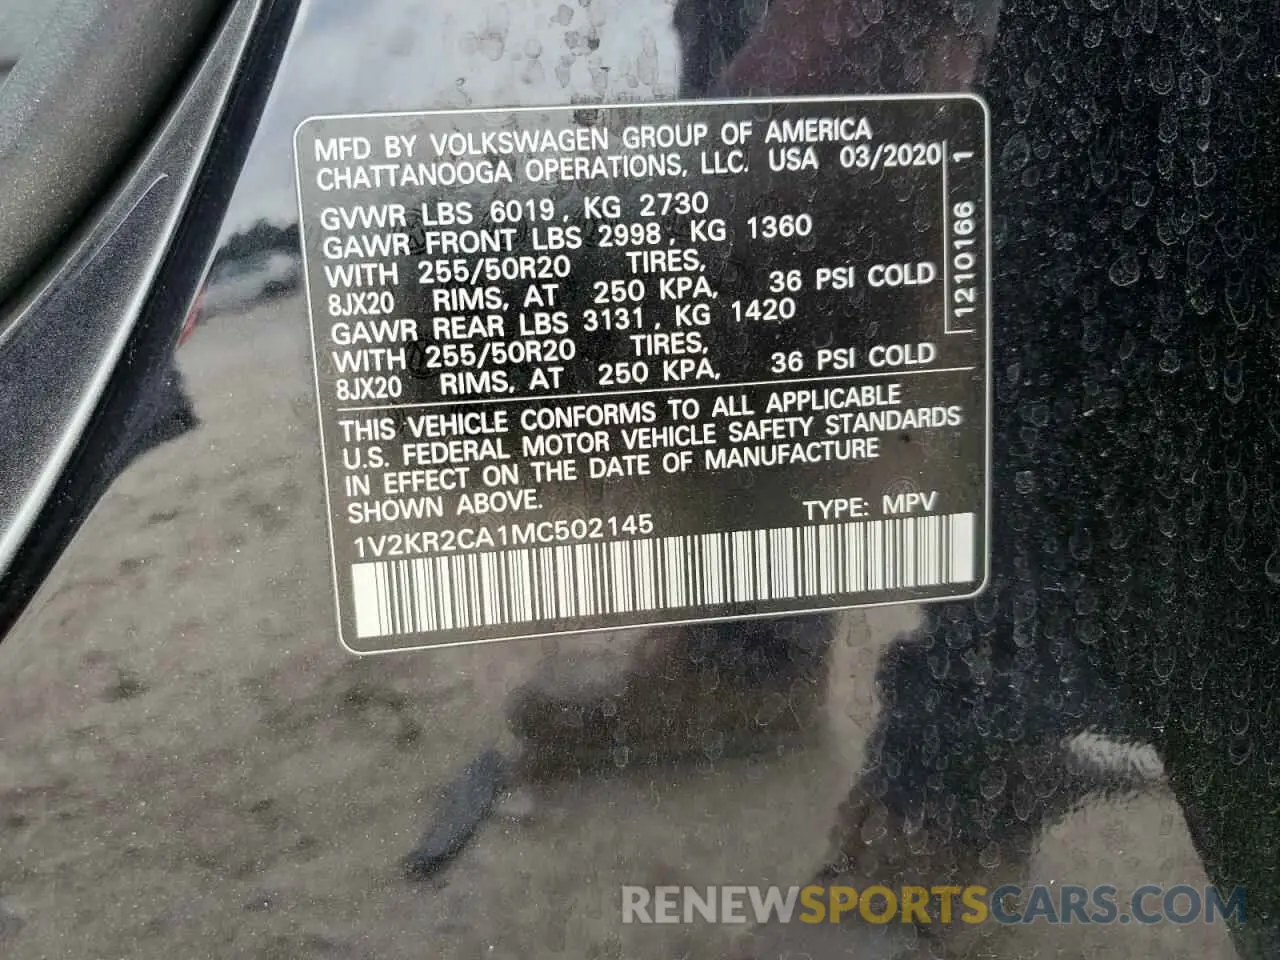 MFD BY VOLKSWAGEN GROUP OF AMERICA
CHATTANOOGA OPERATIONS, LLC. USA 03/2020
GVWR LBS 6019, KG 2730
GAWR FRONT LBS 2998, KG 1360
WITH 255/50R20 TIRES,
8JX20 RIMS, AT 250 KPA, 36 PSI COLD
GAWR REAR LBS 3131, KG 1420
WITH 255/50R20 TIRES,
8JX20 RIMS, AT 250 KPA, 36 PSI COLD
1210166 1
THIS VEHICLE CONFORMS TO ALL APPLICABLE
U.S. FEDERAL MOTOR VEHICLE SAFETY STANDARDS
IN EFFECT ON THE DATE OF MANUFACTURE
SHOWN ABOVE.
1V2KR2CA1MC502145 TYPE: MPV
RENEWSPORTSCARS.COM